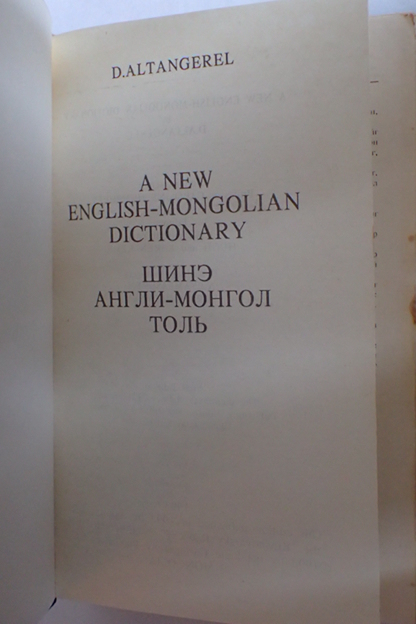 D.ALTANGEREL
A NEW
ENGLISH-MONGOLIAN
DICTIONARY
ШИНЭ
АНГЛИ-МОНГОЛ
ТОЛЬ